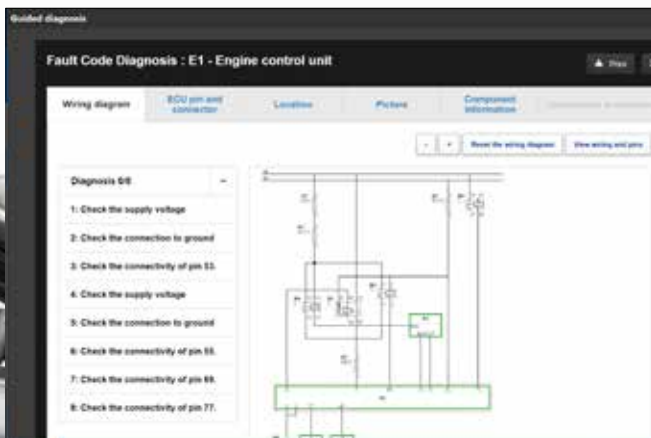 Guided diagnosis
Fault Code Diagnosis : E1 - Engine control unit
Print
Wiring diagram
ECU pin and connector
Location
Picture
Component information
- + Reset the wiring diagram View wiring and pins
Diagnosis 0/8 -
1: Check the supply voltage
2: Check the connection to ground
3: Check the connectivity of pin 53.
4: Check the supply voltage
5: Check the connection to ground
6: Check the connectivity of pin 55.
7: Check the connectivity of pin 69.
8: Check the connectivity of pin 77.